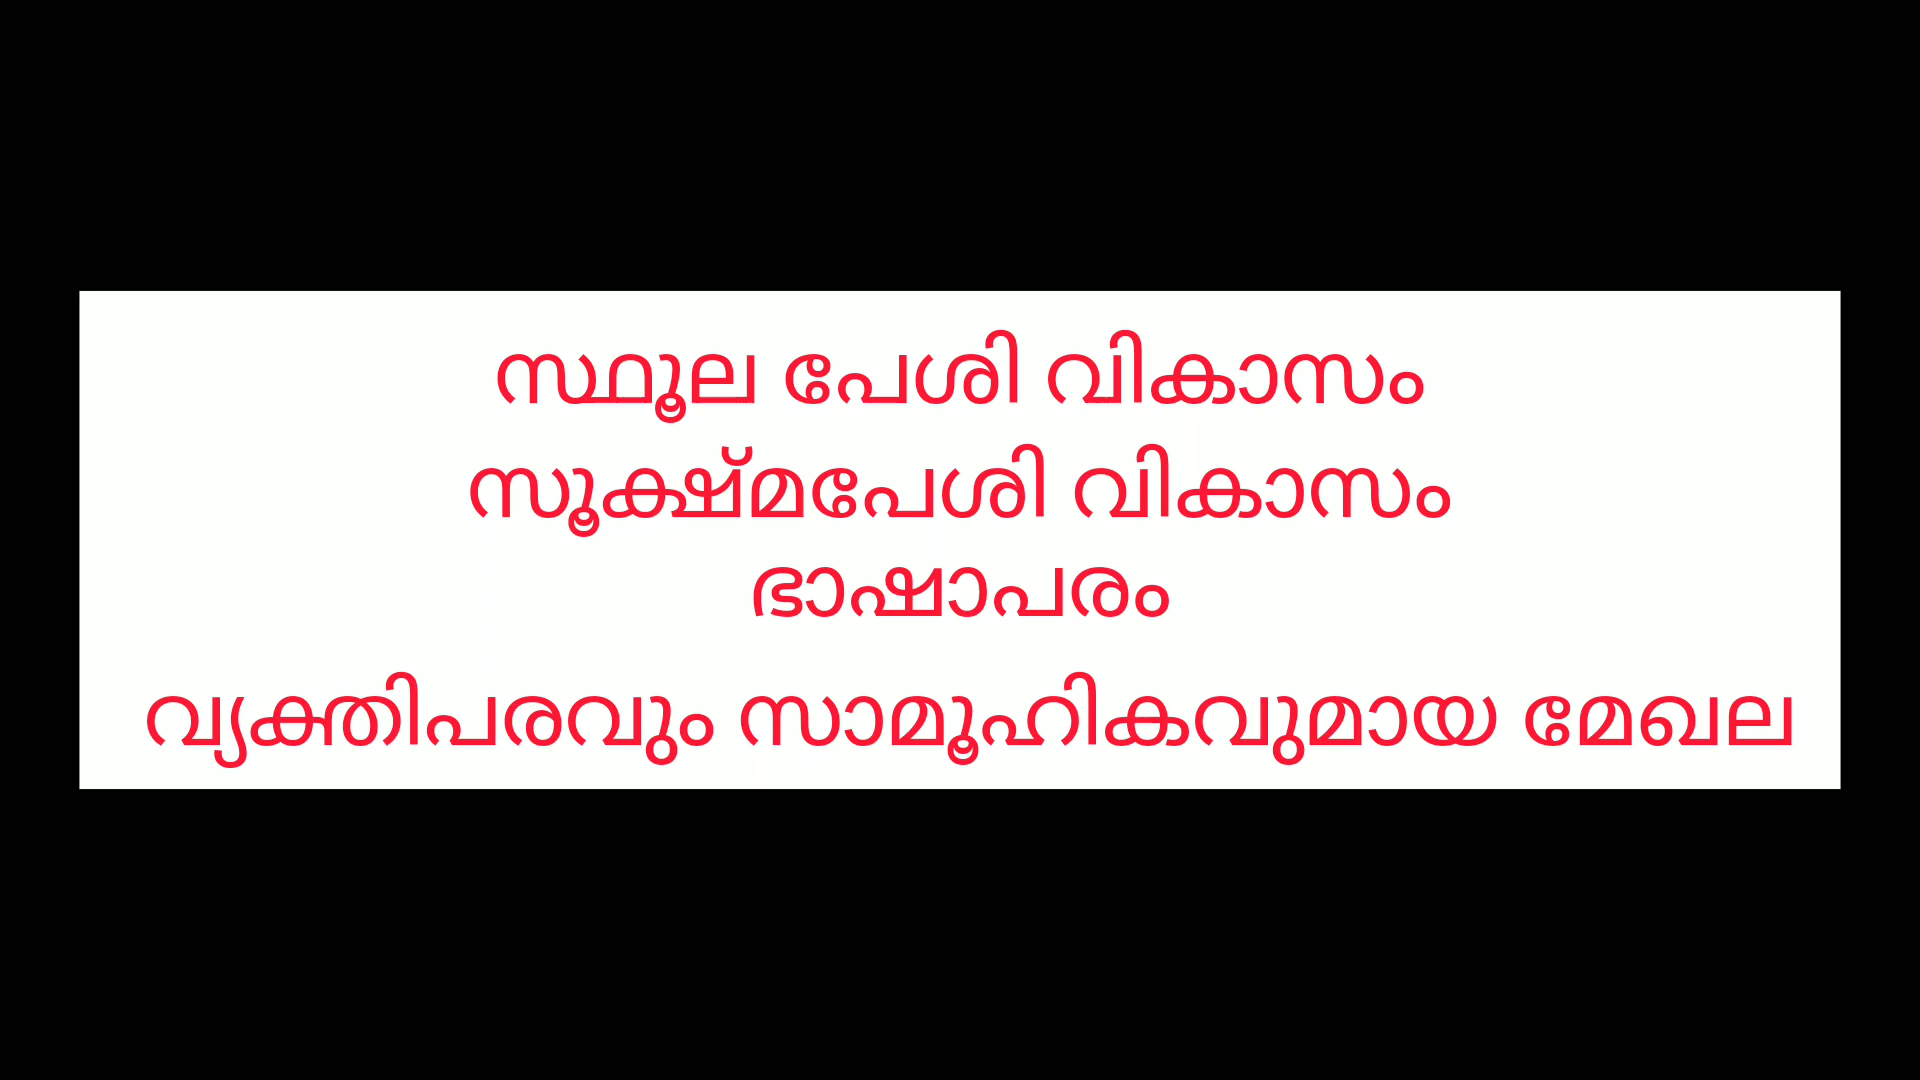 സ്ഥൂല പേശി വികാസം
സൂക്ഷ്മപേശി വികാസം
ഭാഷാപരം
വ്യക്തിപരവും സാമൂഹികവുമായ മേഖല